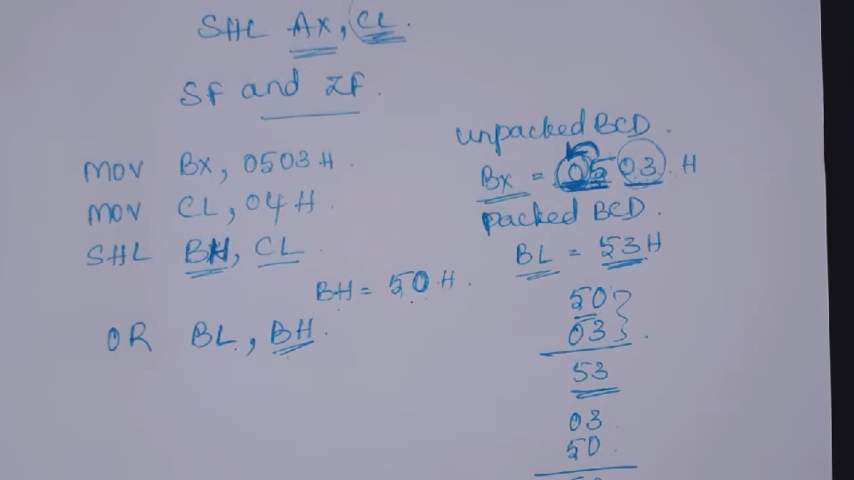 SHL AX, CL.
SF and ZF.
MOV BX, 0503 H
MOV CL, 04 H
SHL BH, CL
BH = 50 H.
OR BL, BH.
unpacked BCD.
BX = 05 03 . H
packed BCD.
BL = 53 H
50
03
53
03
50